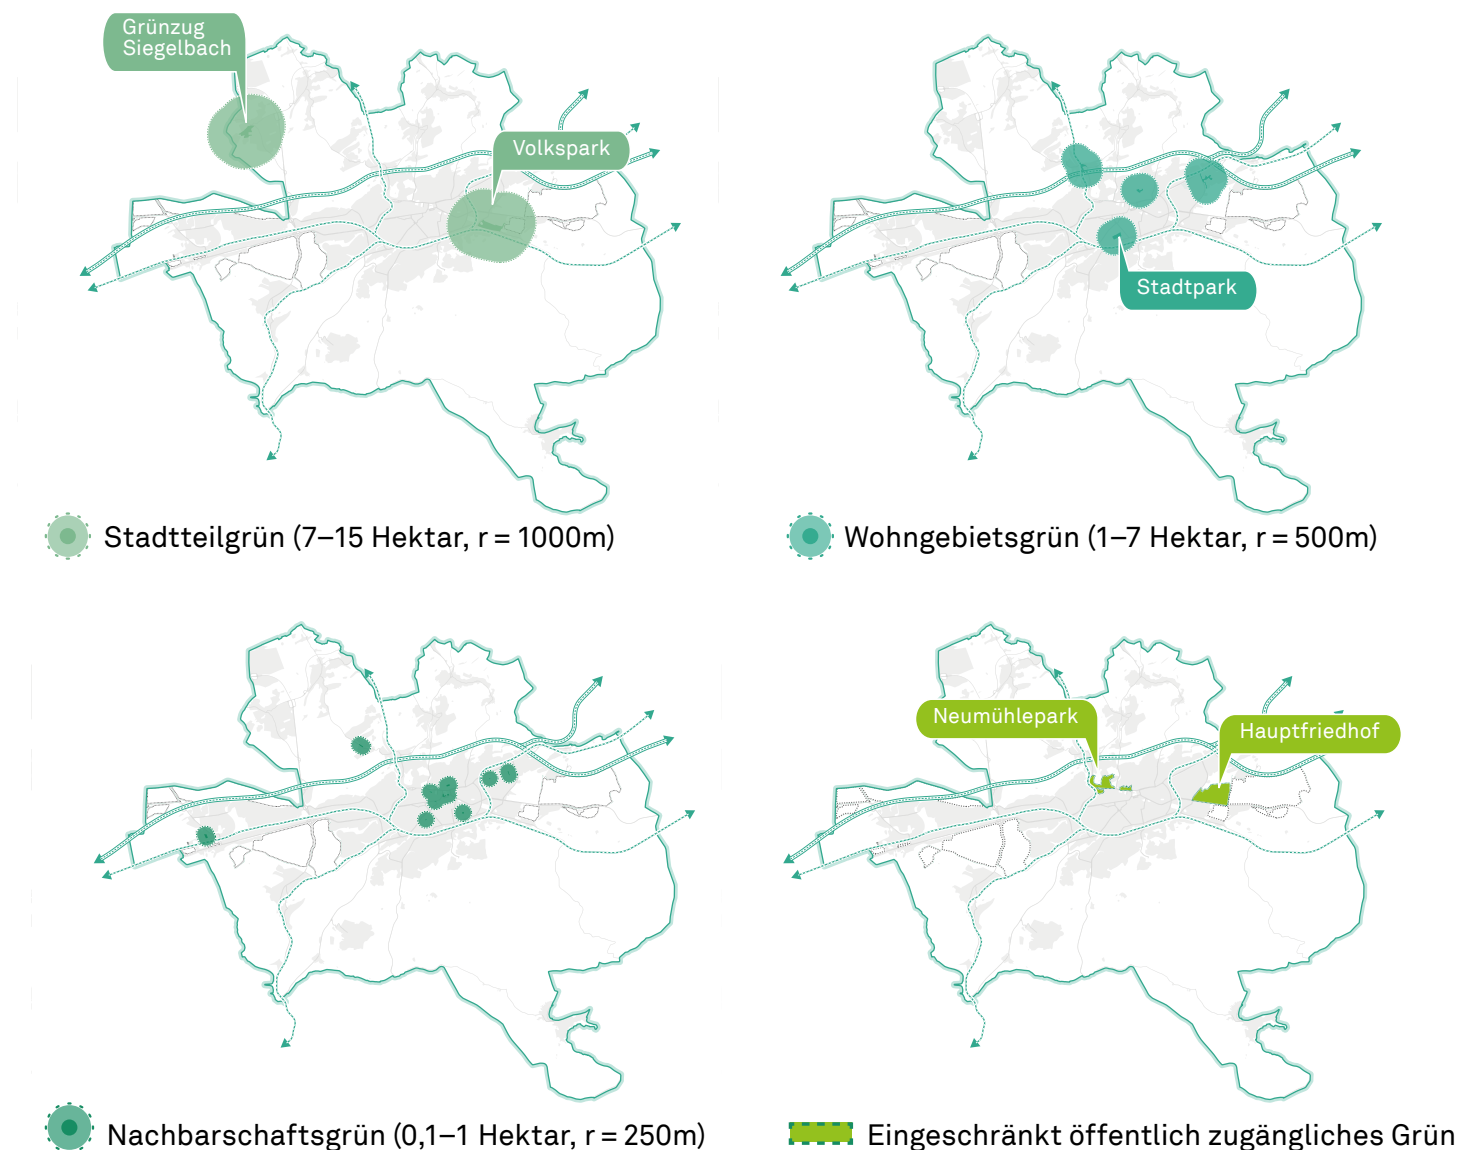 Grünzug
Siegelbach
Volkspark
Stadtpark
Stadtteilgrün (7–15 Hektar, r = 1000m)
Wohngebietsgrün (1–7 Hektar, r = 500m)
Neumühlepark
Hauptfriedhof
Nachbarschaftsgrün (0,1–1 Hektar, r = 250m)
Eingeschränkt öffentlich zugängliches Grün